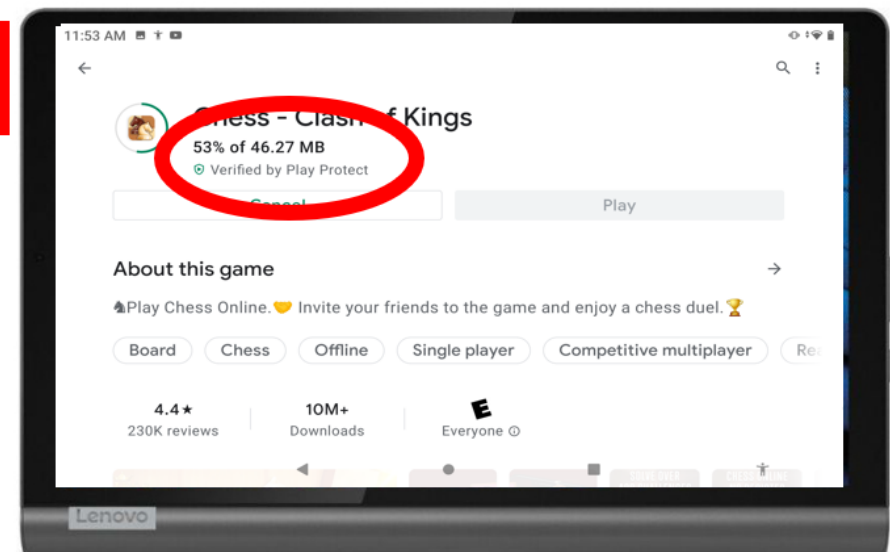 11:53 AM
Chess - Clash of Kings
53% of 46.27 MB
Verified by Play Protect
Cancel
Play
About this game
♞Play Chess Online.🤝 Invite your friends to the game and enjoy a chess duel.🏆
Board Chess Offline Single player Competitive multiplayer
4.4★ 10M+ E
230K reviews Downloads Everyone
Lenovo